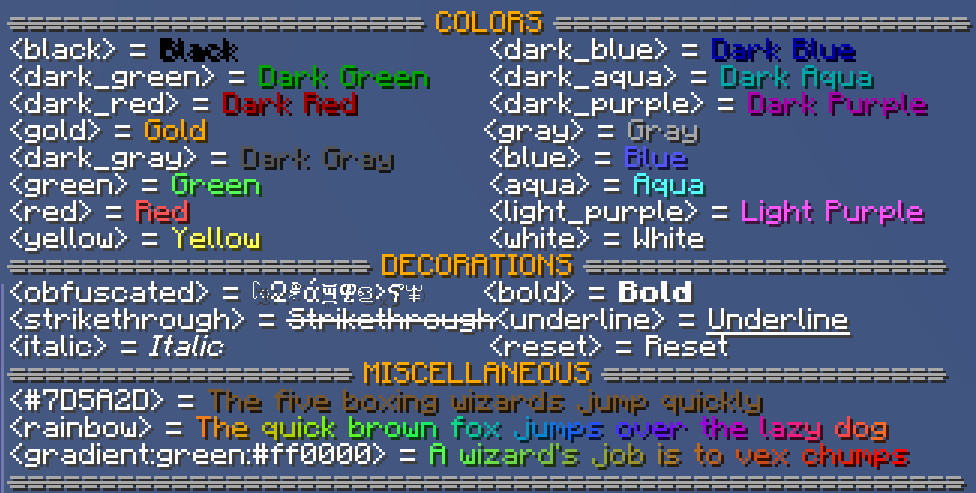 ======================= COLORS =======================
<black> = Black <dark_blue> = Dark Blue
<dark_green> = Dark Green <dark_aqua> = Dark Aqua
<dark_red> = Dark Red <dark_purple> = Dark Purple
<gold> = Gold <gray> = Gray
<dark_gray> = Dark Gray <blue> = Blue
<green> = Green <aqua> = Aqua
<red> = Red <light_purple> = Light Purple
<yellow> = Yellow <white> = White
==================== DECORATIONS ====================
<obfuscated> = <bold> = Bold
<strikethrough> = Strikethrough<underline> = Underline
<italic> = Italic <reset> = Reset
=================== MISCELLANEOUS ===================
<#7D5A2D> = The five boxing wizards jump quickly
<rainbow> = The quick brown fox jumps over the lazy dog
<gradient:green:#ff0000> = A wizard's job is to vex chumps
=====================================================